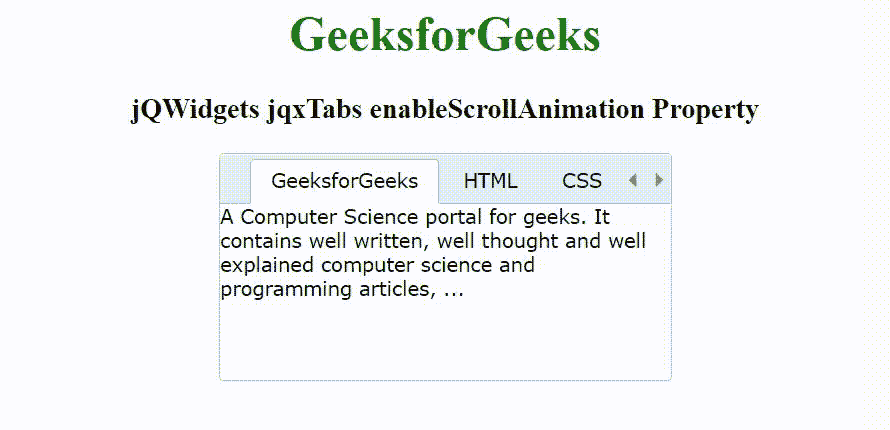 GeeksforGeeks
jQWidgets jqxTabs enableScrollAnimation Property
GeeksforGeeks HTML CSS
A Computer Science portal for geeks. It
contains well written, well thought and well
explained computer science and
programming articles, ...